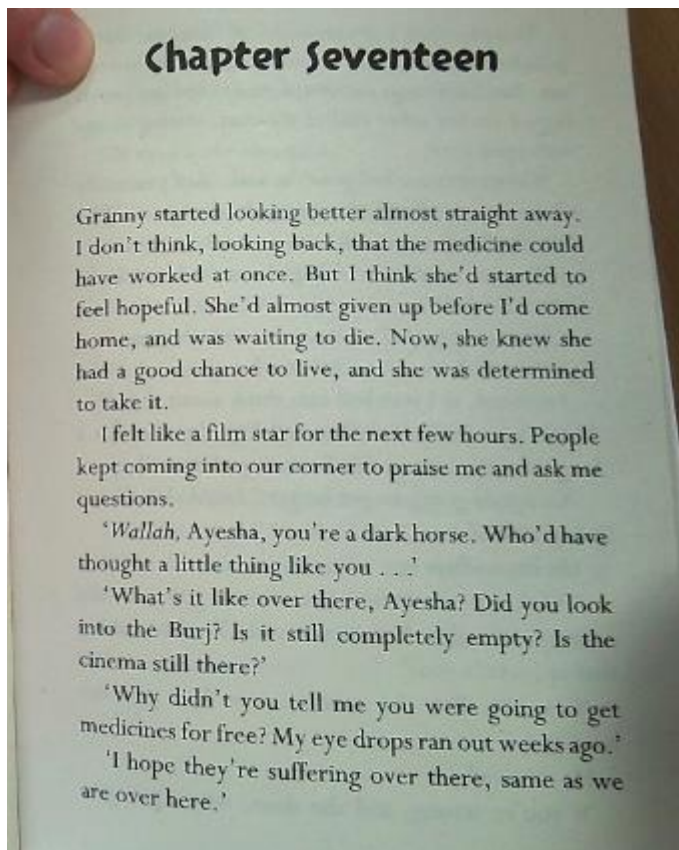 Chapter Seventeen
Granny started looking better almost straight away.
I don't think, looking back, that the medicine could
have worked at once. But I think she'd started to
feel hopeful. She'd almost given up before I'd come
home, and was waiting to die. Now, she knew she
had a good chance to live, and she was determined
to take it.
I felt like a film star for the next few hours. People
kept coming into our corner to praise me and ask me
questions.
'Wallah, Ayesha, you're a dark horse. Who'd have
thought a little thing like you . . .'
'What's it like over there, Ayesha? Did you look
into the Burj? Is it still completely empty? Is the
cinema still there?'
'Why didn't you tell me you were going to get
medicines for free? My eye drops ran out weeks ago.'
'I hope they're suffering over there, same as we
are over here.'